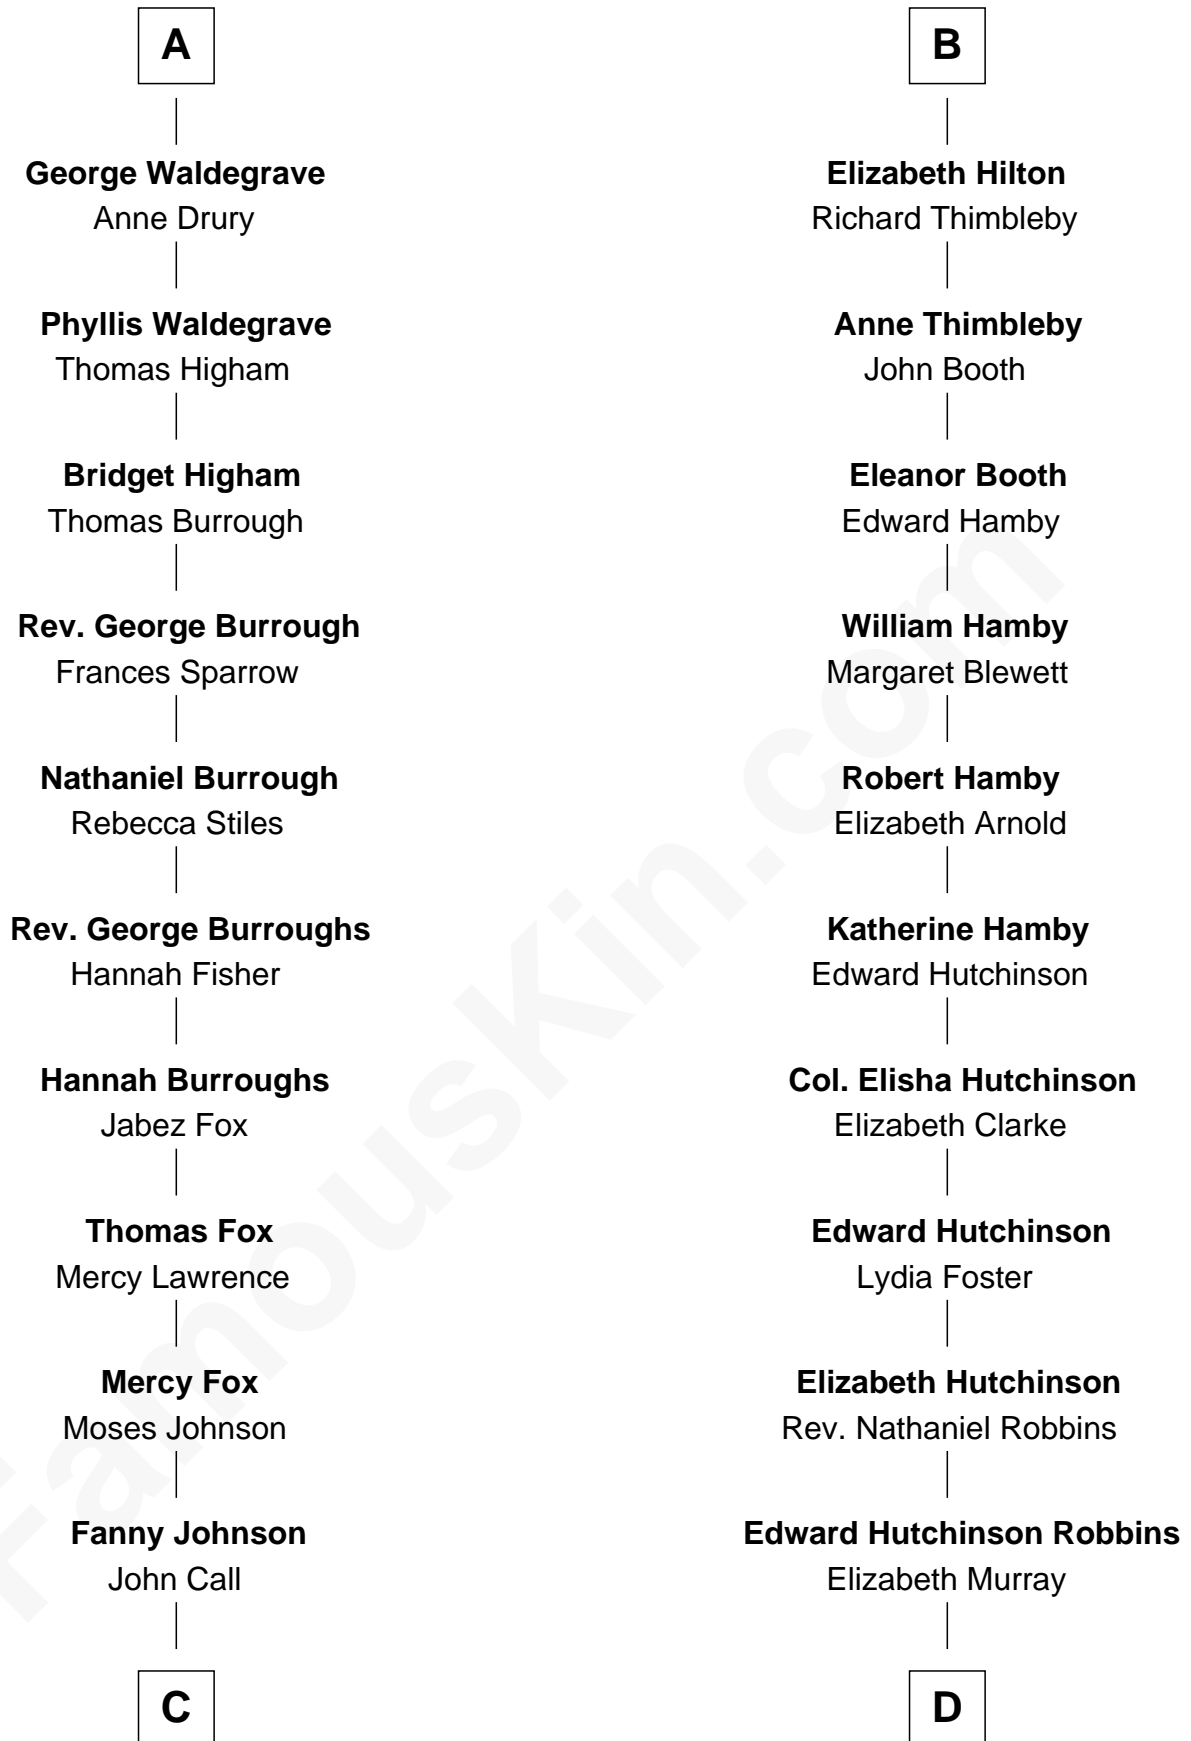 A
George Waldegrave
Anne Drury
Phyllis Waldegrave
Thomas Higham
Bridget Higham
Thomas Burrough
Rev. George Burrough
Frances Sparrow
Nathaniel Burrough
Rebecca Stiles
Rev. George Burroughs
Hannah Fisher
Hannah Burroughs
Jabez Fox
Thomas Fox
Mercy Lawrence
Mercy Fox
Moses Johnson
Fanny Johnson
John Call
C
B
Elizabeth Hilton
Richard Thimbleby
Anne Thimbleby
John Booth
Eleanor Booth
Edward Hamby
William Hamby
Margaret Blewett
Robert Hamby
Elizabeth Arnold
Katherine Hamby
Edward Hutchinson
Col. Elisha Hutchinson
Elizabeth Clarke
Edward Hutchinson
Lydia Foster
Elizabeth Hutchinson
Rev. Nathaniel Robbins
Edward Hutchinson Robbins
Elizabeth Murray
D
FamousKin.com